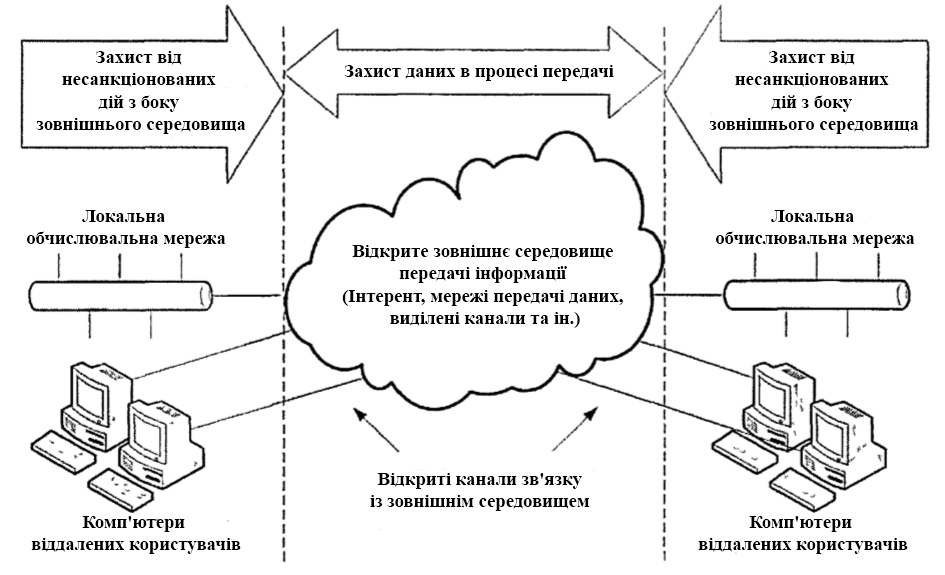 Захист від
несанкціонованих
дій з боку
зовнішнього середовища
Захист даних в процесі передачі
Захист від
несанкціонованих
дій з боку
зовнішнього середовища
Локальна
обчислювальна мережа
Відкрите зовнішнє середовище
передачі інформації
(Інтерент, мережі передачі даних,
виділені канали та ін.)
Локальна
обчислювальна мережа
Відкриті канали зв'язку
із зовнішнім середовищем
Комп'ютери
віддалених користувачів
Комп'ютери
віддалених користувачів